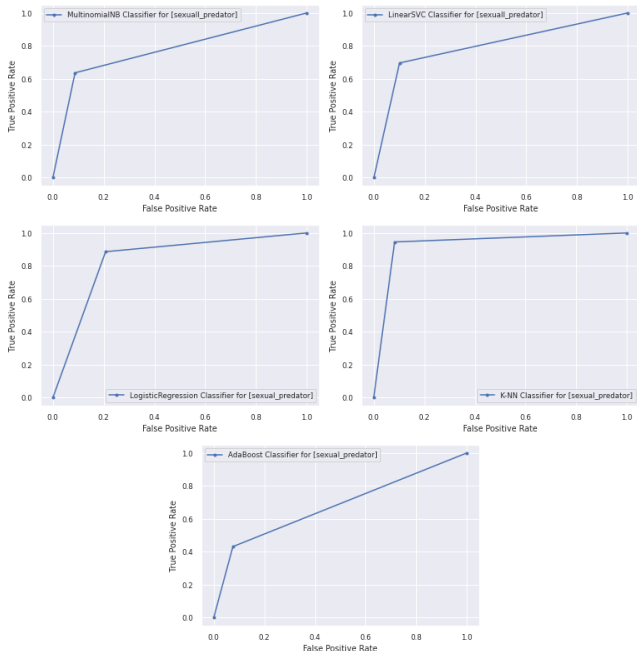 MultinomialNB Classifier for [sexuall_predator]
1.0
0.8
0.6
0.4
0.2
0.0
True Positive Rate
0.0 0.2 0.4 0.6 0.8 1.0
False Positive Rate
LinearSVC Classifier for [sexuall_predator]
1.0
0.8
0.6
0.4
0.2
0.0
True Positive Rate
0.0 0.2 0.4 0.6 0.8 1.0
False Positive Rate
1.0
0.8
0.6
0.4
0.2
0.0
True Positive Rate
LogisticRegression Classifier for [sexual_predator]
0.0 0.2 0.4 0.6 0.8 1.0
False Positive Rate
1.0
0.8
0.6
0.4
0.2
0.0
True Positive Rate
K-NN Classifier for [sexual_predator]
0.0 0.2 0.4 0.6 0.8 1.0
False Positive Rate
AdaBoost Classifier for [sexual_predator]
1.0
0.8
0.6
0.4
0.2
0.0
True Positive Rate
0.0 0.2 0.4 0.6 0.8 1.0
False Positive Rate